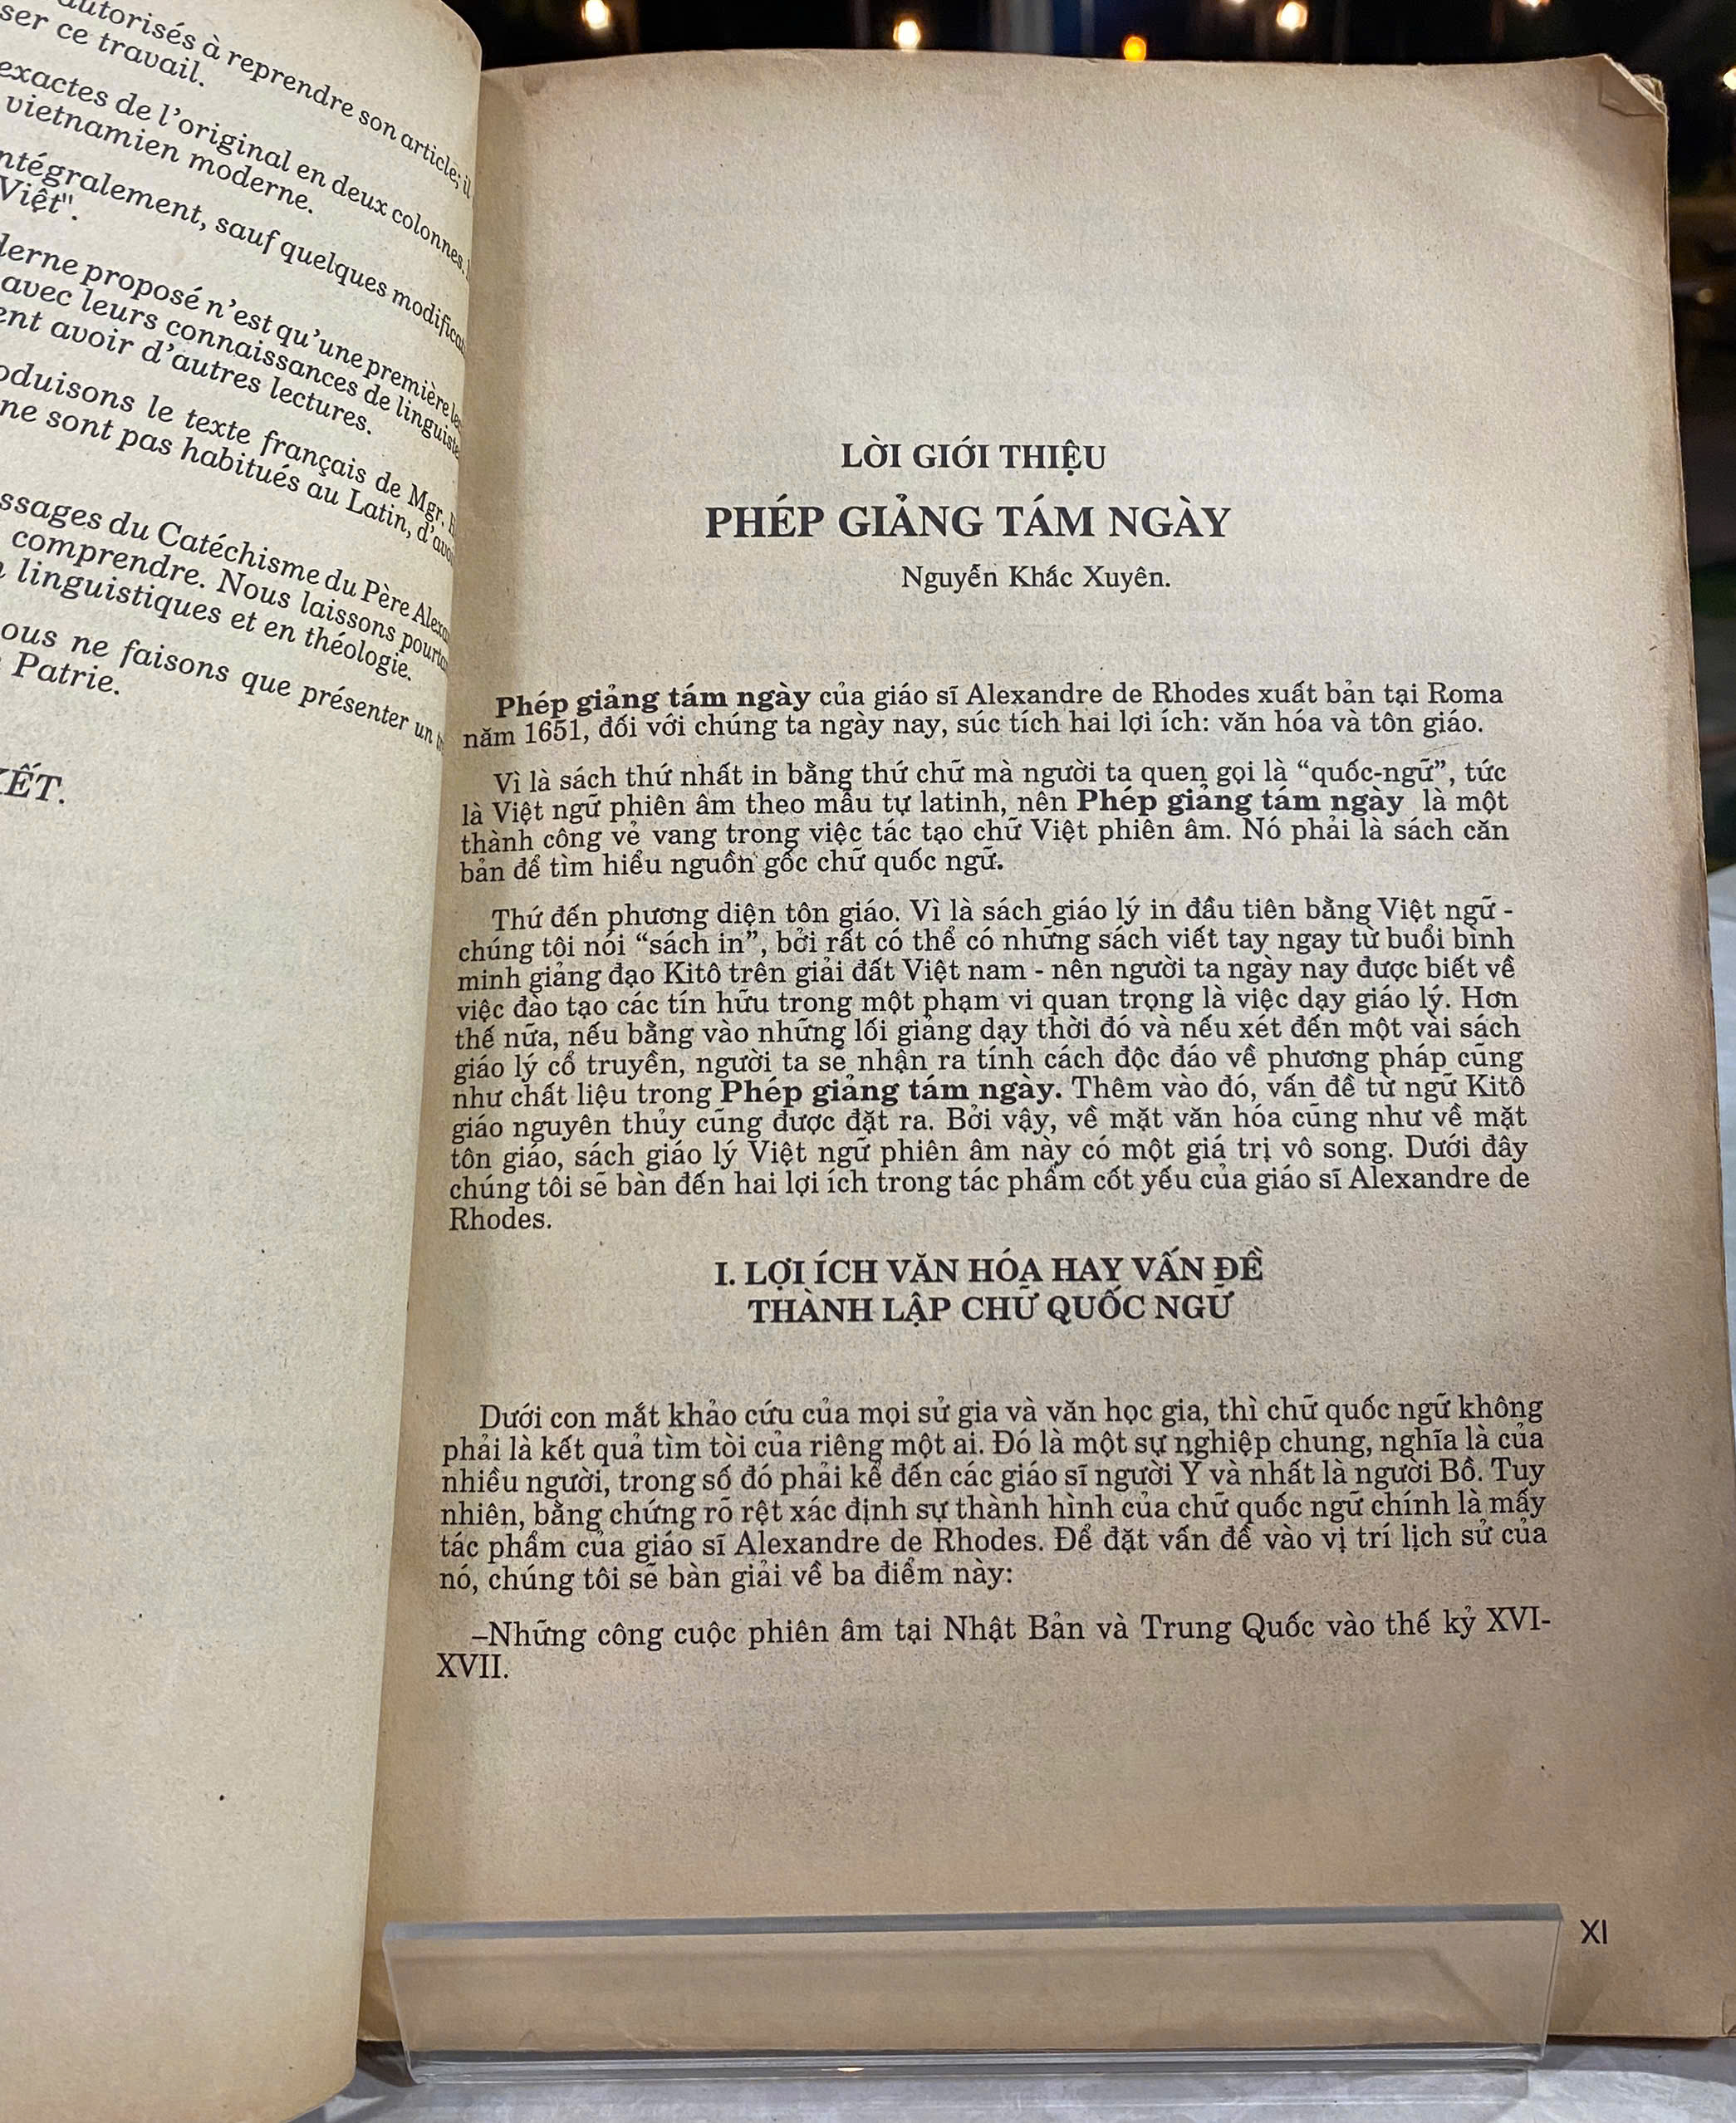 autorisés à reprendre son article; il
ser ce travail.
exactes de l'original en deux colonnes.
vietnamien moderne.
ntégralement, sauf quelques
Việt".
derne proposé n'est qu'une première
avec leurs connaissances de
ent avoir d'autres lectures.
oduisons le texte français de Mgr.
ne sont pas habitués au Latin,
ssages du Catéchisme du Père
comprendre. Nous laissons
linguistiques et en théologie.
ous ne faisons que présenter un
Patrie.
KẾT.
LỜI GIỚI THIỆU
PHÉP GIẢNG TÁM NGÀY
Nguyễn Khắc Xuyên.
Phép giảng tám ngày của giáo sĩ Alexandre de Rhodes xuất bản tại Roma
năm 1651, đối với chúng ta ngày nay, súc tích hai lợi ích: văn hóa và tôn giáo.
Vì là sách thứ nhất in bằng thứ chữ mà người ta quen gọi là “quốc-ngữ”, tức
là Việt ngữ phiên âm theo mẫu tự latinh, nên Phép giảng tám ngày là một
thành công vẻ vang trong việc tác tạo chữ Việt phiên âm. Nó phải là sách căn
bản để tìm hiểu nguồn gốc chữ quốc ngữ.
Thứ đến phương diện tôn giáo. Vì là sách giáo lý in đầu tiên bằng Việt ngữ -
chúng tôi nói “sách in”, bởi rất có thể có những sách viết tay ngay từ buổi bình
minh giảng đạo Kitô trên giải đất Việt nam - nên người ta ngày nay được biết về
việc đào tạo các tín hữu trong một phạm vi quan trọng là việc dạy giáo lý. Hơn
thế nữa, nếu bằng vào những lối giảng dạy thời đó và nếu xét đến một vài sách
giáo lý cổ truyền, người ta sẽ nhận ra tính cách độc đáo về phương pháp cũng
như chất liệu trong Phép giảng tám ngày. Thêm vào đó, vấn đề từ ngữ Kitô
giáo nguyên thủy cũng được đặt ra. Bởi vậy, về mặt văn hóa cũng như về mặt
tôn giáo, sách giáo lý Việt ngữ phiên âm này có một giá trị vô song. Dưới đây
chúng tôi sẽ bàn đến hai lợi ích trong tác phẩm cốt yếu của giáo sĩ Alexandre de
Rhodes.
I. LỢI ÍCH VĂN HÓA HAY VẤN ĐỀ
THÀNH LẬP CHỮ QUỐC NGỮ
Dưới con mắt khảo cứu của mọi sử gia và văn học gia, thì chữ quốc ngữ không
phải là kết quả tìm tòi của riêng một ai. Đó là một sự nghiệp chung, nghĩa là của
nhiều người, trong số đó phải kể đến các giáo sĩ người Y và nhất là người Bồ. Tuy
nhiên, bằng chứng rõ rệt xác định sự thành hình của chữ quốc ngữ chính là mấy
tác phẩm của giáo sĩ Alexandre de Rhodes. Để đặt vấn đề vào vị trí lịch sử của
nó, chúng tôi sẽ bàn giải về ba điểm này:
–Những công cuộc phiên âm tại Nhật Bản và Trung Quốc vào thế kỷ XVI-
XVII.
XI